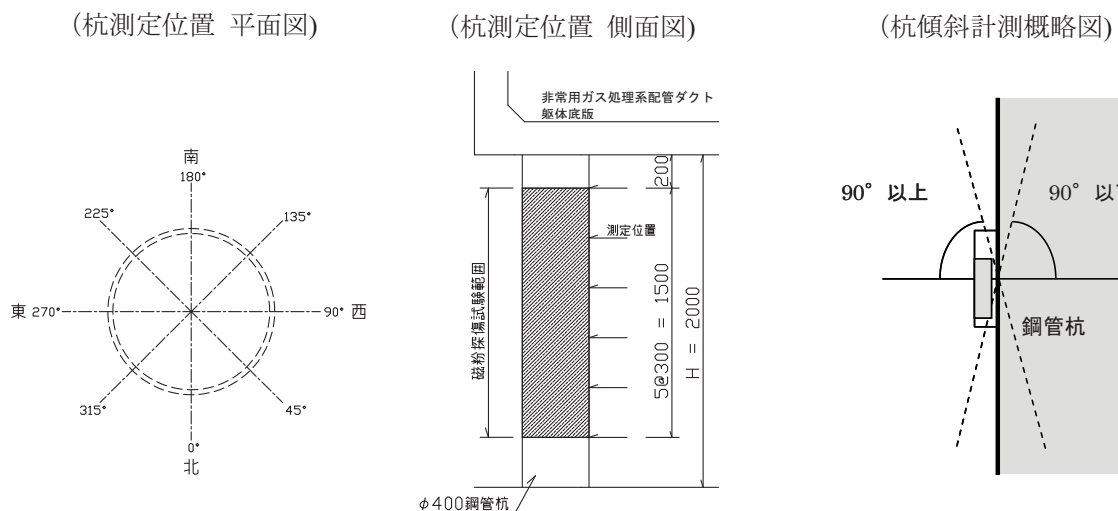 （杭測定位置 平面図)
南
180°
225°
135°
東 270°
90° 西
315°
45°
0°
北
（杭測定位置 側面図)
非常用ガス処理系配管ダクト
躯体底版
200
測定位置
磁粉探傷試験範囲
5@300 = 1500
H = 2000
φ400鋼管杭
（杭傾斜計測概略図)
90° 以上
90° 以
鋼管杭